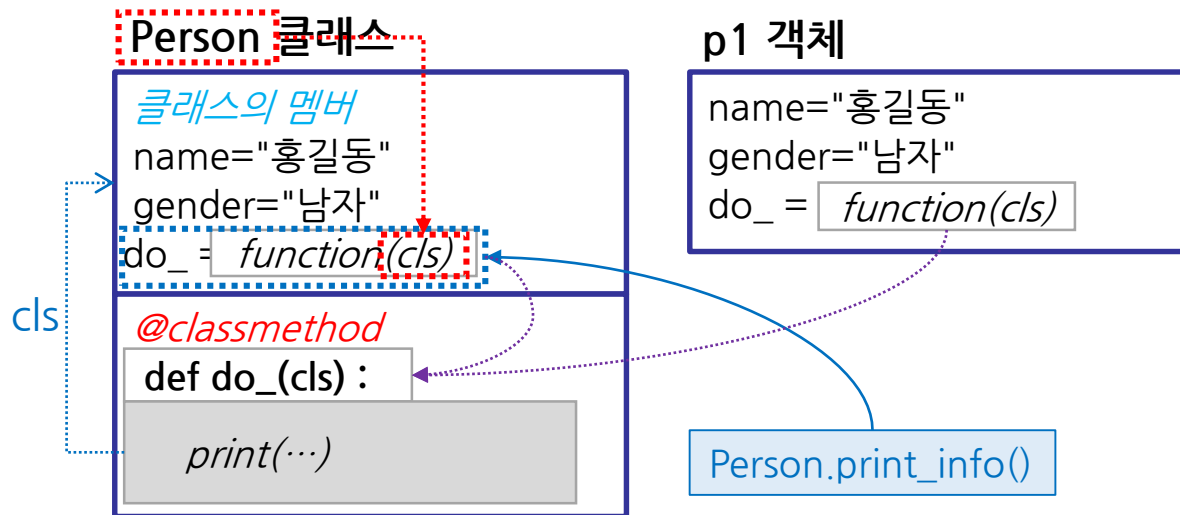 Person 클래스
클래스의 멤버
name="홍길동"
gender="남자"
do_ = function(cls)
cls
@classmethod
def do_(cls) :
print(…)
p1 객체
name="홍길동"
gender="남자"
do_ = function(cls)
Person.print_info()